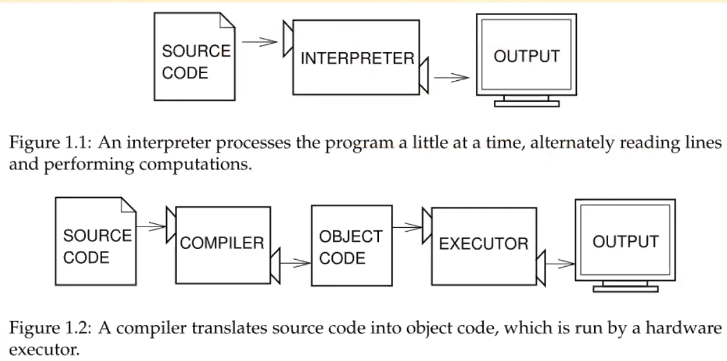 SOURCE
CODE
INTERPRETER
OUTPUT
Figure 1.1: An interpreter processes the program a little at a time, alternately reading lines
and performing computations.
SOURCE
CODE
COMPILER
OBJECT
CODE
EXECUTOR
OUTPUT
Figure 1.2: A compiler translates source code into object code, which is run by a hardware
executor.